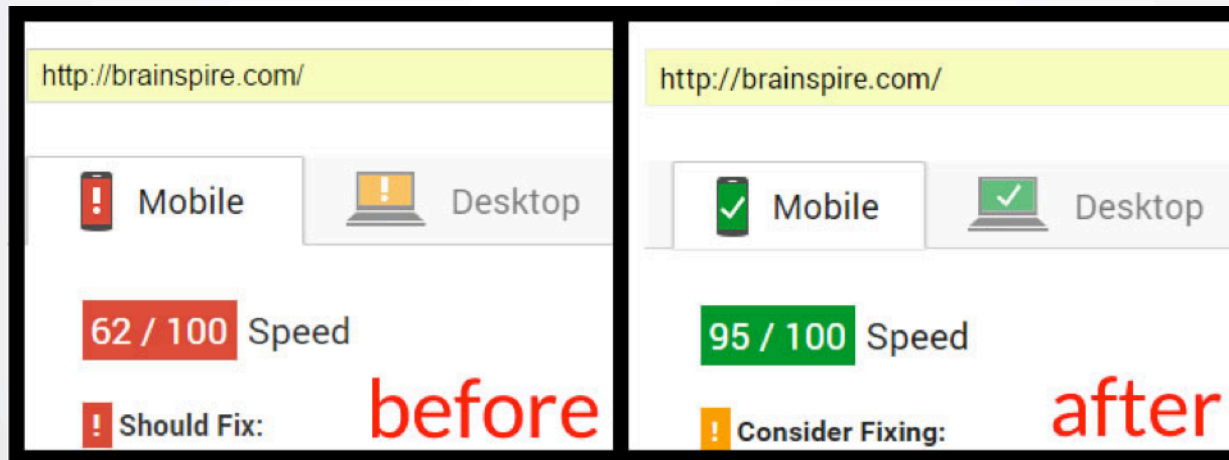 http://brainspire.com/
Mobile
Desktop
62 / 100 Speed
! Should Fix:
before
http://brainspire.com/
Mobile
Desktop
95 / 100 Speed
! Consider Fixing:
after